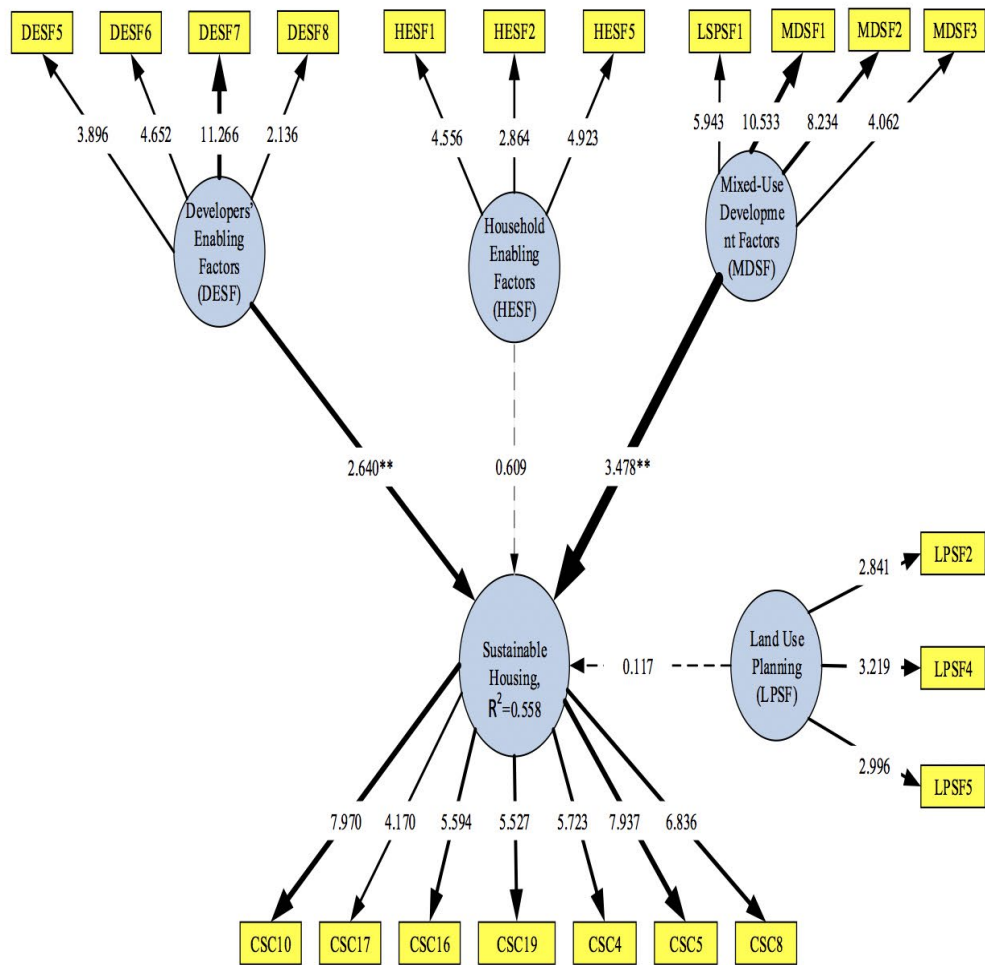 DESF5 DESF6 DESF7 DESF8 HESF1 HESF2 HESF5 LSPSF1 MDSF1 MDSF2 MDSF3
3.896 4.652 11.266 2.136 4.556 2.864 4.923 5.943 10.533 8.234 4.062
Developers'
Enabling
Factors
(DESF)
Household
Enabling
Factors
(HESF)
Mixed-Use
Developme
nt Factors
(MDSF)
2.640** 0.609 3.478**
Sustainable
Housing,
R²=0.558
0.117
Land Use
Planning
(LPSF)
2.841
LPSF2
3.219
LPSF4
2.996
LPSF5
7.970 4.170 5.594 5.527 5.723 7.937 6.836
CSC10 CSC17 CSC16 CSC19 CSC4 CSC5 CSC8